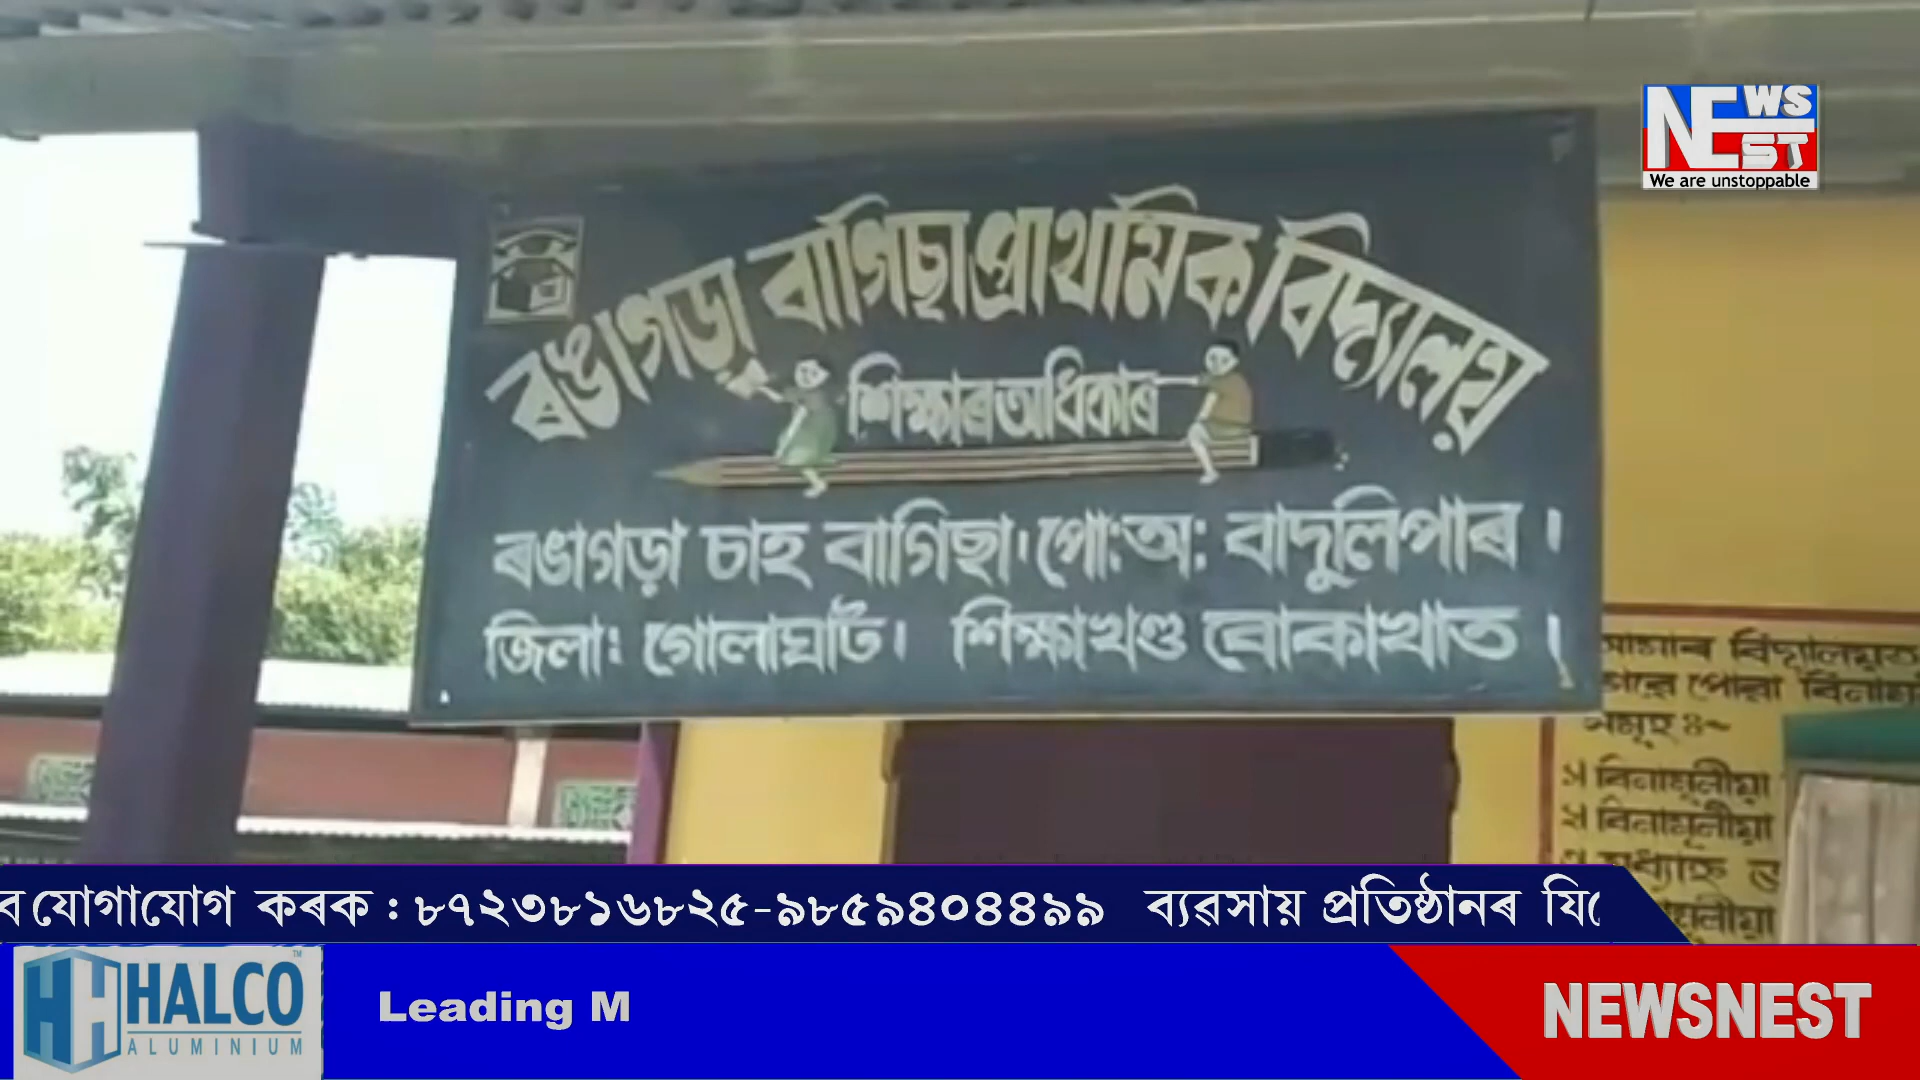 NEWS
NEST
We are unstoppable
ৰঙাগড়া বাগিছা প্ৰাথমিক বিদ্যালয়
শিক্ষাৰ অধিকাৰ
ৰঙাগড়া চাহ বাগিছা। পো:অ: বাদুলিপাৰ।
জিলা: গোলাঘাট। শিক্ষাখণ্ড বোকাখাত।
আমাৰ বিদ্যালয়ত
পোৱা
সমূহ ঃ-
১। বিনামূলীয়া
২। বিনামূলীয়া
৩। মধ্যাহ্ন
যোগাযোগ কৰক : ৮৭২৩৮১৬৮২৫-৯৮৫৯৪০৪৪৯৯ ব্যৱসায় প্ৰতিষ্ঠানৰ
HALCO
ALUMINIUM
Leading M
NEWSNEST